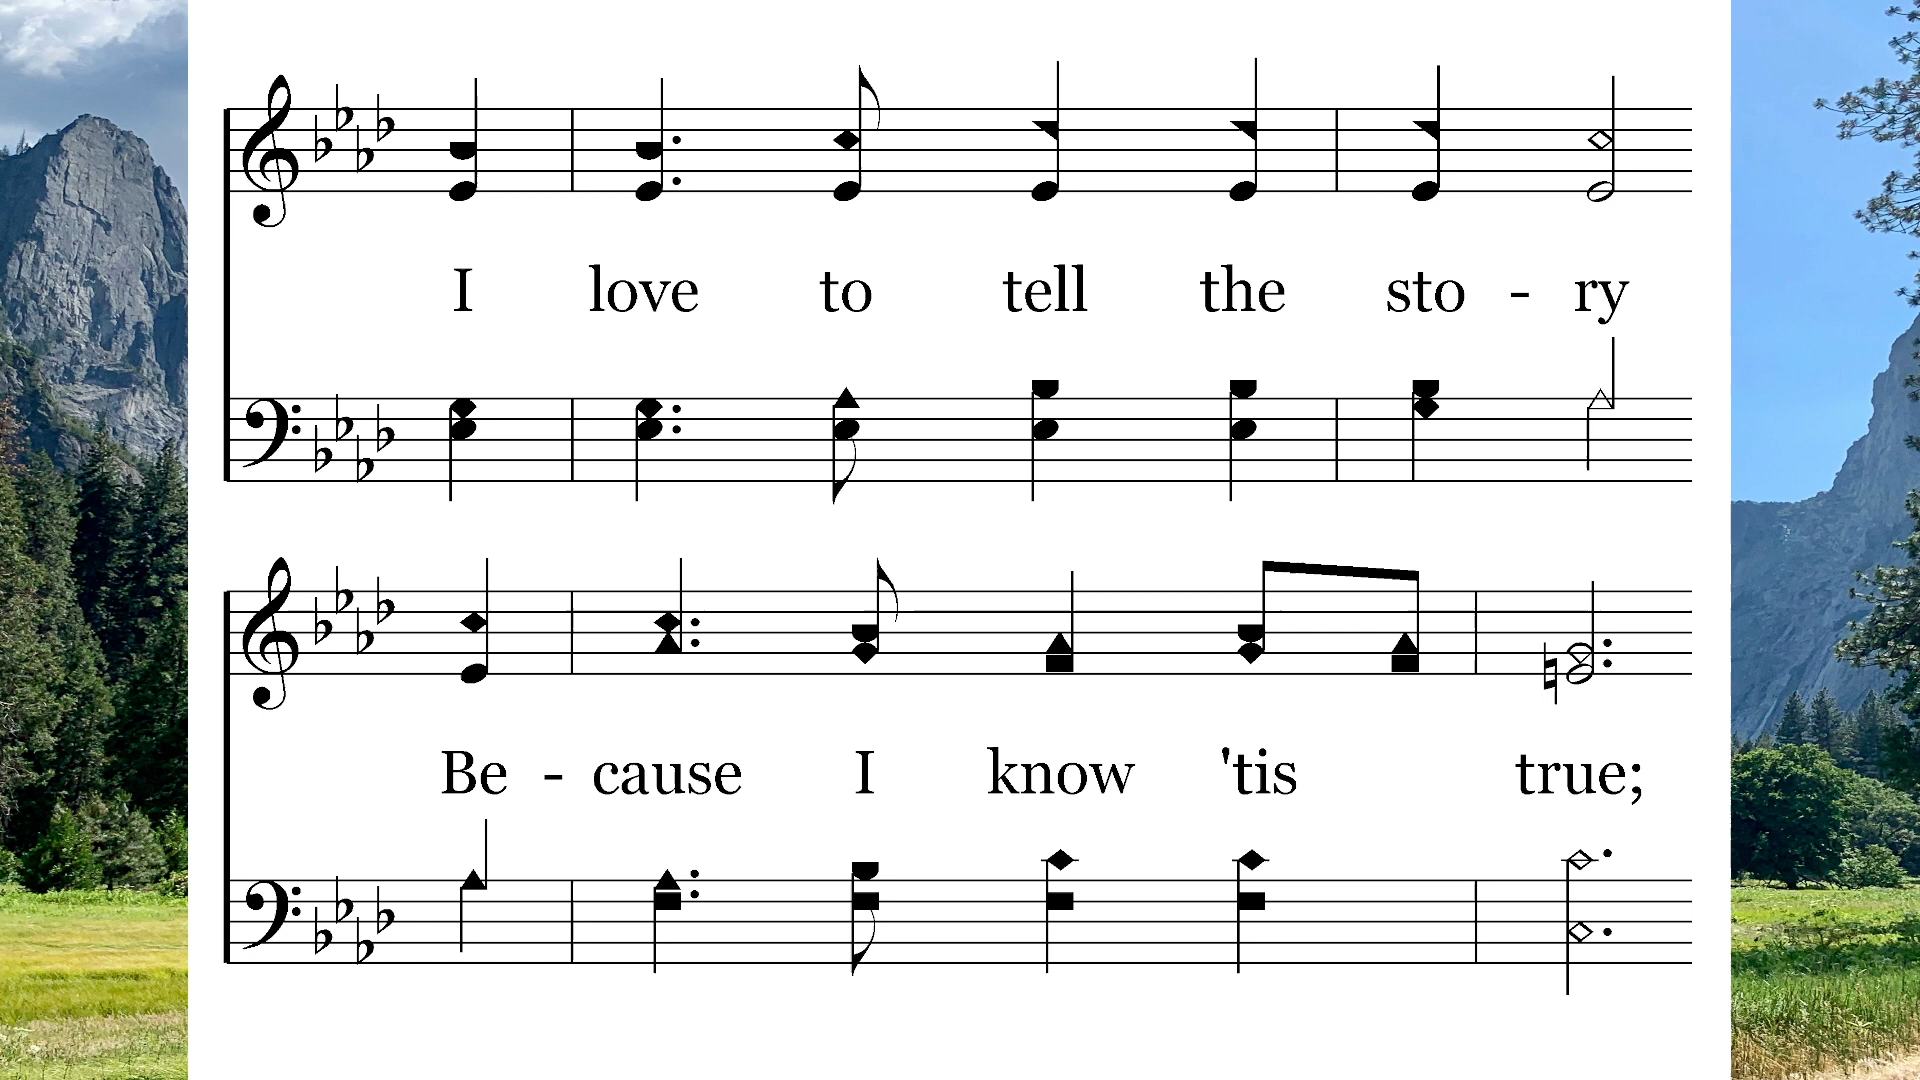 I love to tell the sto - ry
Be - cause I know 'tis true;